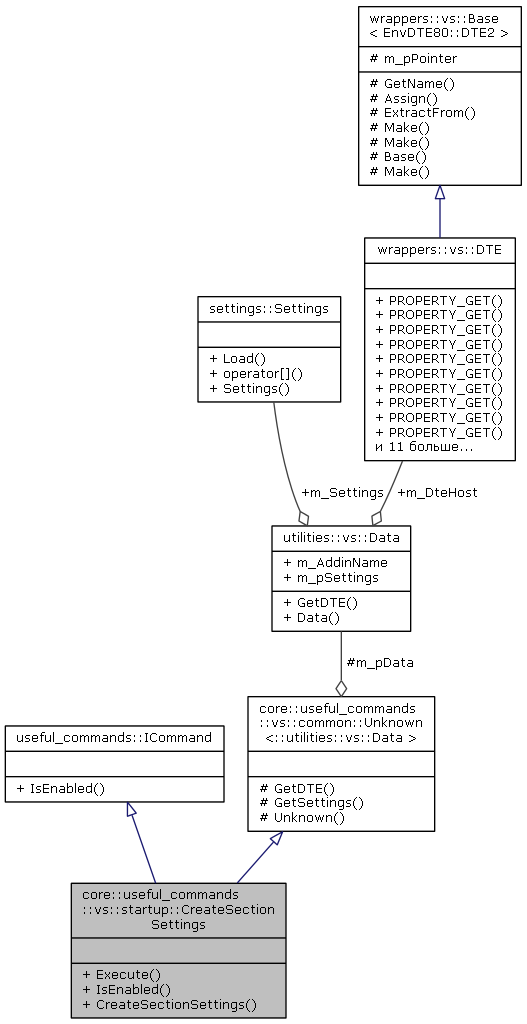 wrappers::vs::Base
< EnvDTE80::DTE2 >
# m_pPointer
# GetName()
# Assign()
# ExtractFrom()
# Make()
# Make()
# Base()
# Make()
wrappers::vs::DTE
+ PROPERTY_GET()
+ PROPERTY_GET()
+ PROPERTY_GET()
+ PROPERTY_GET()
+ PROPERTY_GET()
+ PROPERTY_GET()
+ PROPERTY_GET()
+ PROPERTY_GET()
+ PROPERTY_GET()
+ PROPERTY_GET()
и 11 больше...
settings::Settings
+ Load()
+ operator[]()
+ Settings()
+m_Settings
+m_DteHost
utilities::vs::Data
+ m_AddinName
+ m_pSettings
+ GetDTE()
+ Data()
#m_pData
core::useful_commands
::vs::common::Unknown
<::utilities::vs::Data >
# GetDTE()
# GetSettings()
# Unknown()
useful_commands::ICommand
+ IsEnabled()
core::useful_commands
::vs::startup::CreateSection
Settings
+ Execute()
+ IsEnabled()
+ CreateSectionSettings()